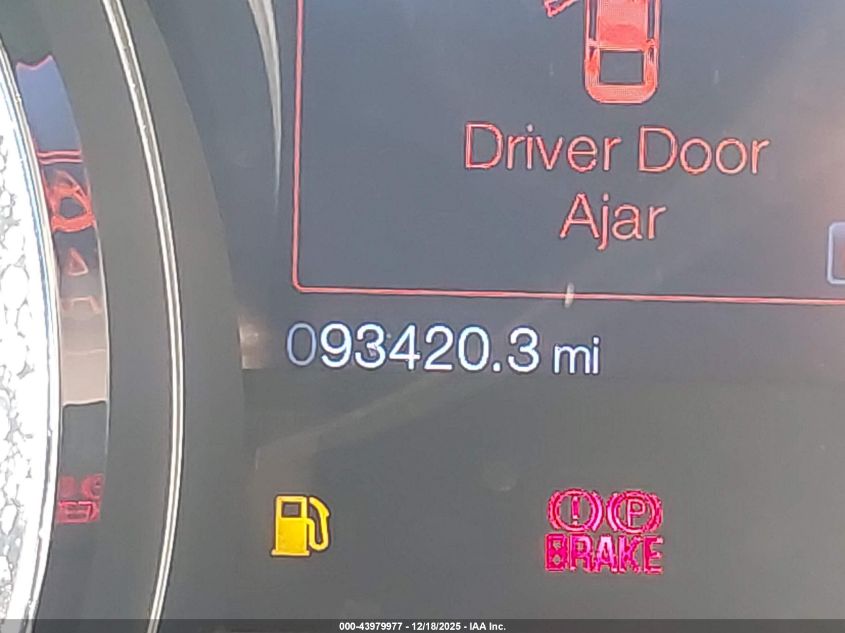 Driver Door
Ajar
093420.3 mi
! P
BRAKE
000-43979977 - 12/18/2025 - IAA Inc.